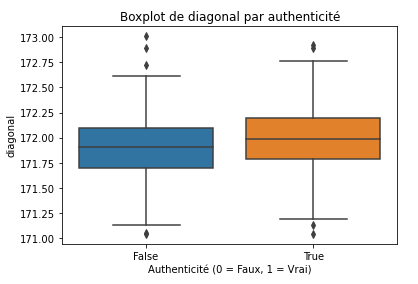 Boxplot de diagonal par authenticité
173.00
172.75
172.50
172.25
172.00
171.75
171.50
171.25
171.00
diagonal
False
True
Authenticité (0 = Faux, 1 = Vrai)